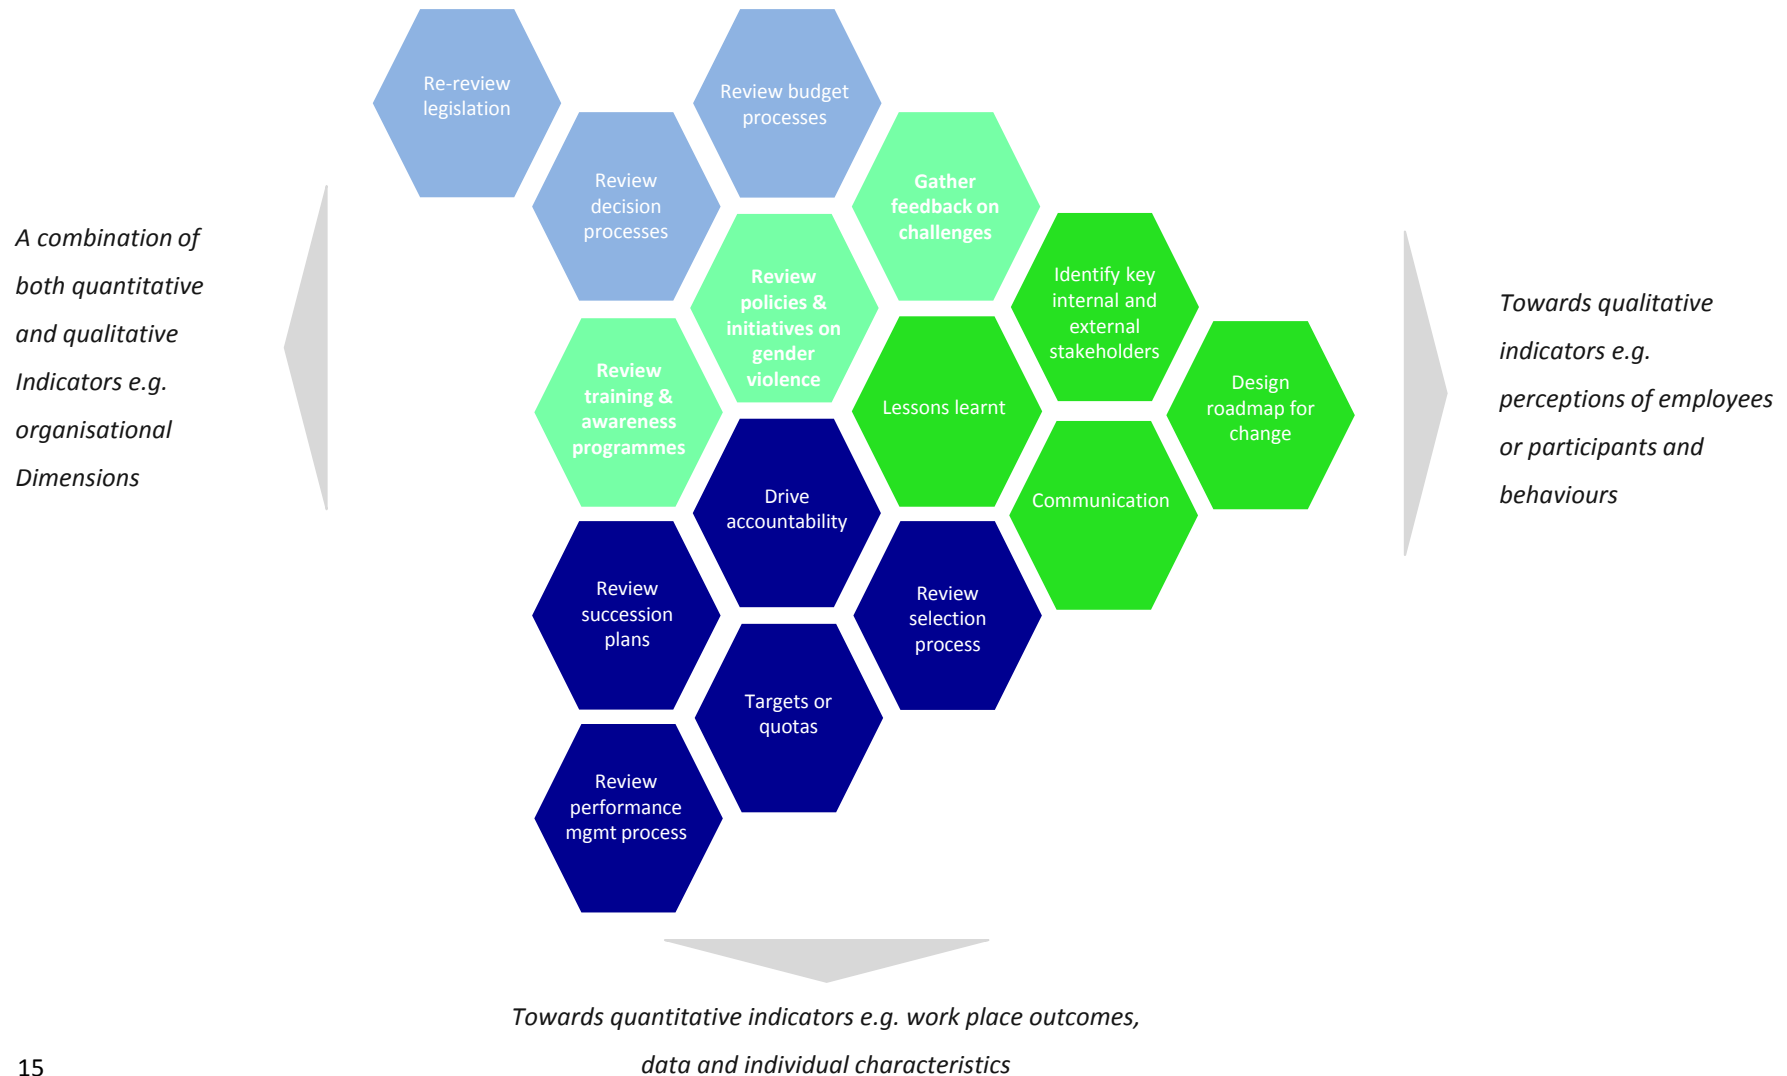 Re-review
legislation
Review budget
processes
Review
decision
processes
Gather
feedback on
challenges
A combination of
both quantitative
and qualitative
Indicators e.g.
organisational
Dimensions
Review
policies &
initiatives on
gender
violence
Identify key
internal and
external
stakeholders
Towards qualitative
indicators e.g.
perceptions of employees
or participants and
behaviours
Review
training &
awareness
programmes
Lessons learnt
Design
roadmap for
change
Drive
accountability
Communication
Review
succession
plans
Review
selection
process
Targets or
quotas
Review
performance
mgmt process
Towards quantitative indicators e.g. work place outcomes,
data and individual characteristics
15